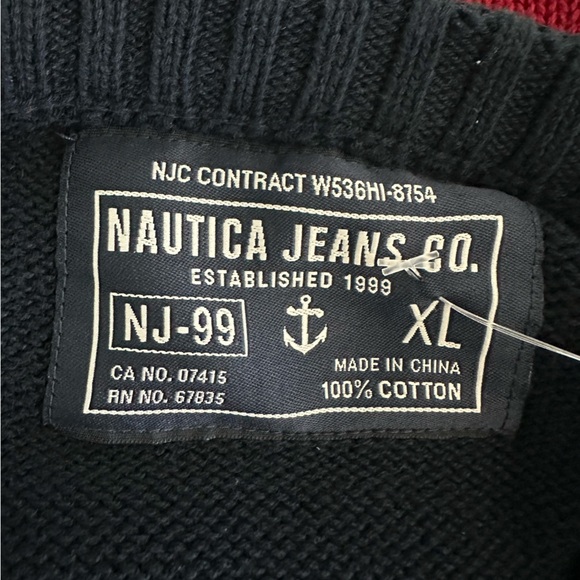 NJC CONTRACT W536HI-8754
NAUTICA JEANS CO.
ESTABLISHED 1999
NJ-99
XL
CA NO. 07415
RN NO. 67835
MADE IN CHINA
100% COTTON